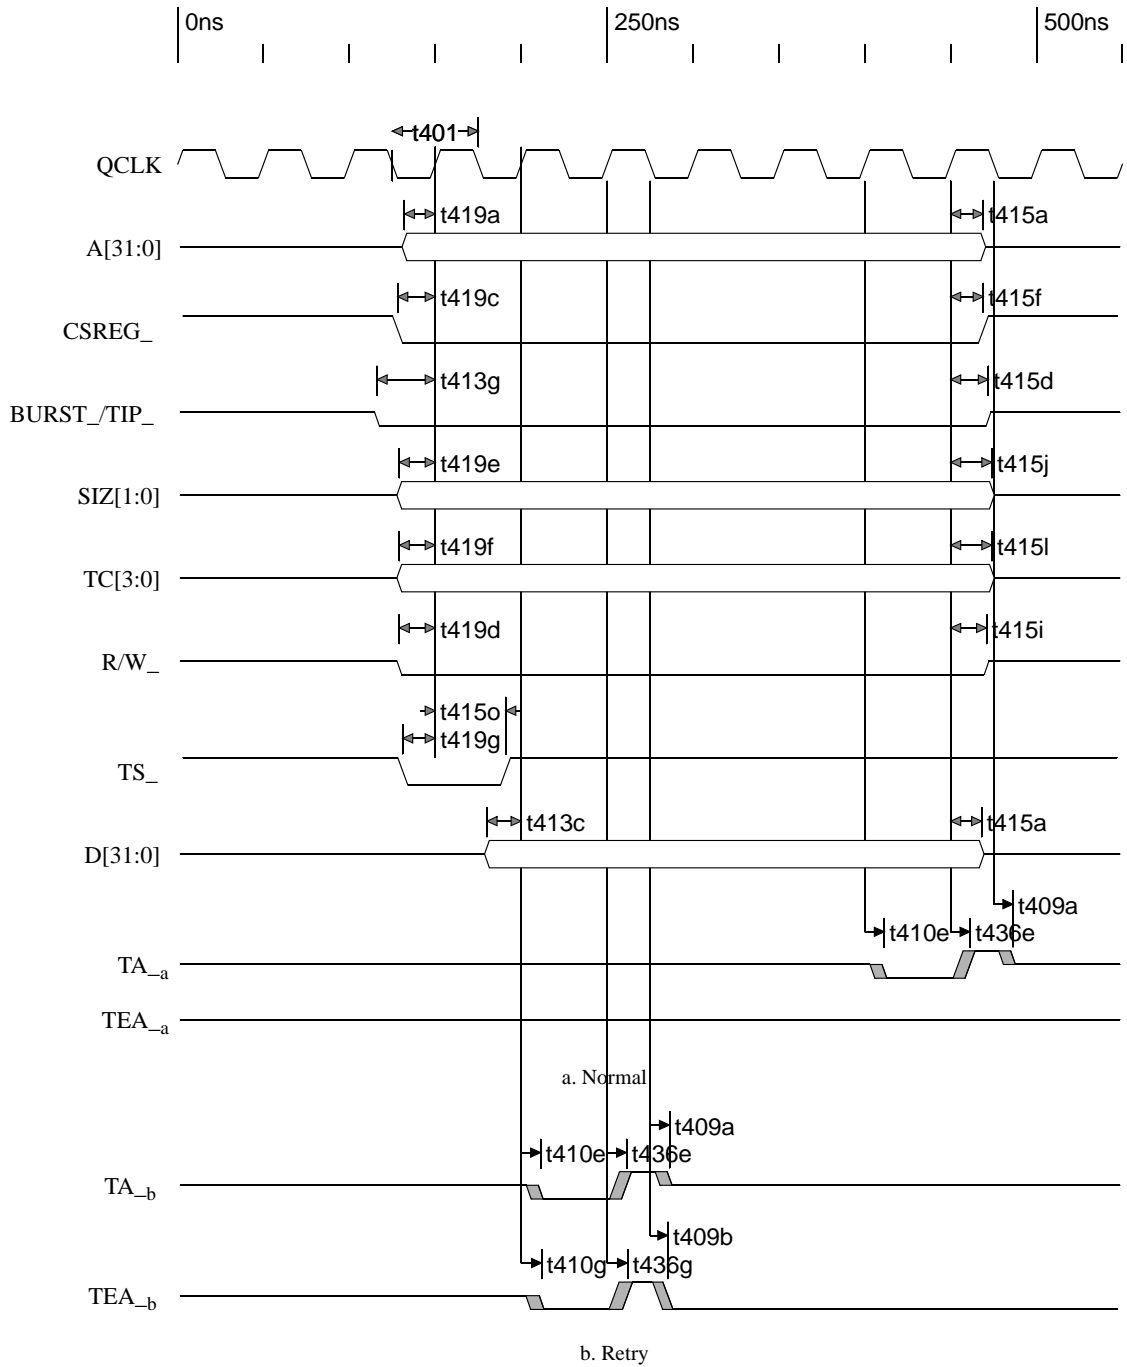 0ns 250ns 500ns
t401
QCLK
t419a t415a
A[31:0]
t419c t415f
CSREG_
t413g t415d
BURST_/TIP_
t419e t415j
SIZ[1:0]
t419f t415l
TC[3:0]
t419d t415i
R/W_
t415o
t419g
TS_
t413c t415a
D[31:0]
t409a
t410e t436e
TA_a
TEA_a
a. Normal
t409a
t410e t436e
TA_b
t409b
t410g t436g
TEA_b
b. Retry